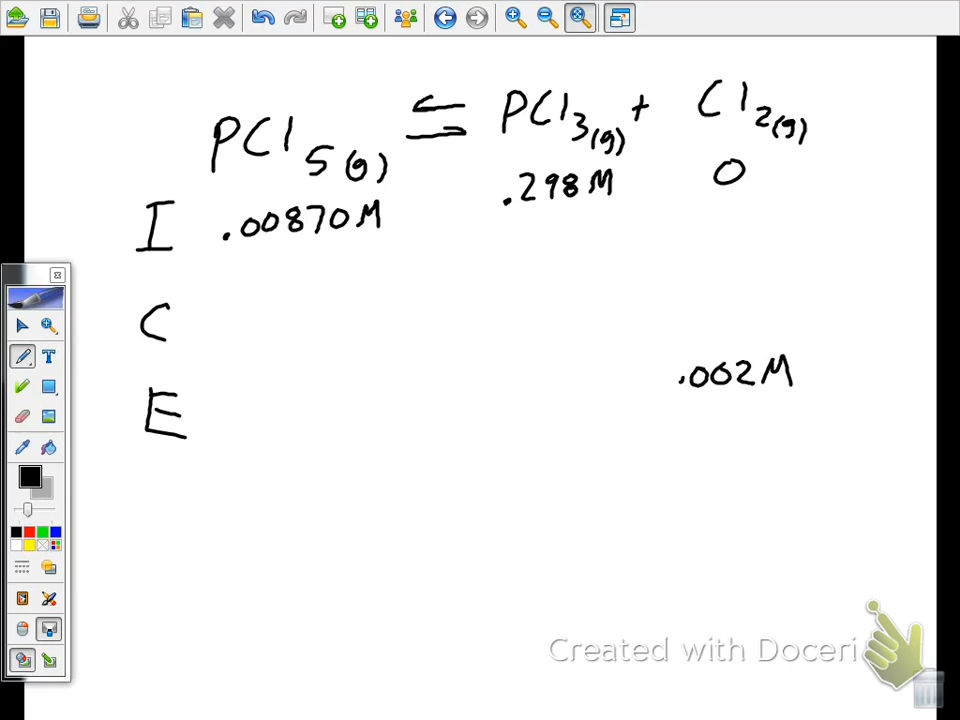 PCl5(g) ⇌ PCl3(g) + Cl2(g)
I .00870M .298M 0
C
E .002M
Created with Doceri